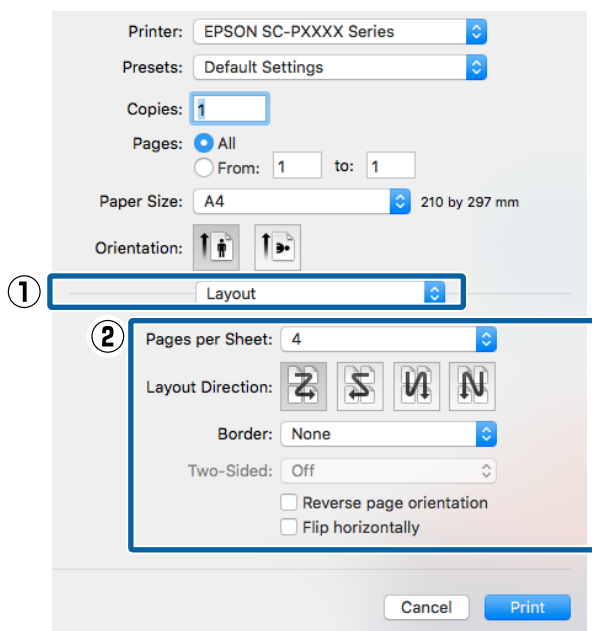 Printer: EPSON SC-PXXXX Series
Presets: Default Settings
Copies: 1
Pages: All
From: 1 to: 1
Paper Size: A4 210 by 297 mm
Orientation:
① Layout
② Pages per Sheet: 4
Layout Direction:
Border: None
Two-Sided: Off
Reverse page orientation
Flip horizontally
Cancel Print